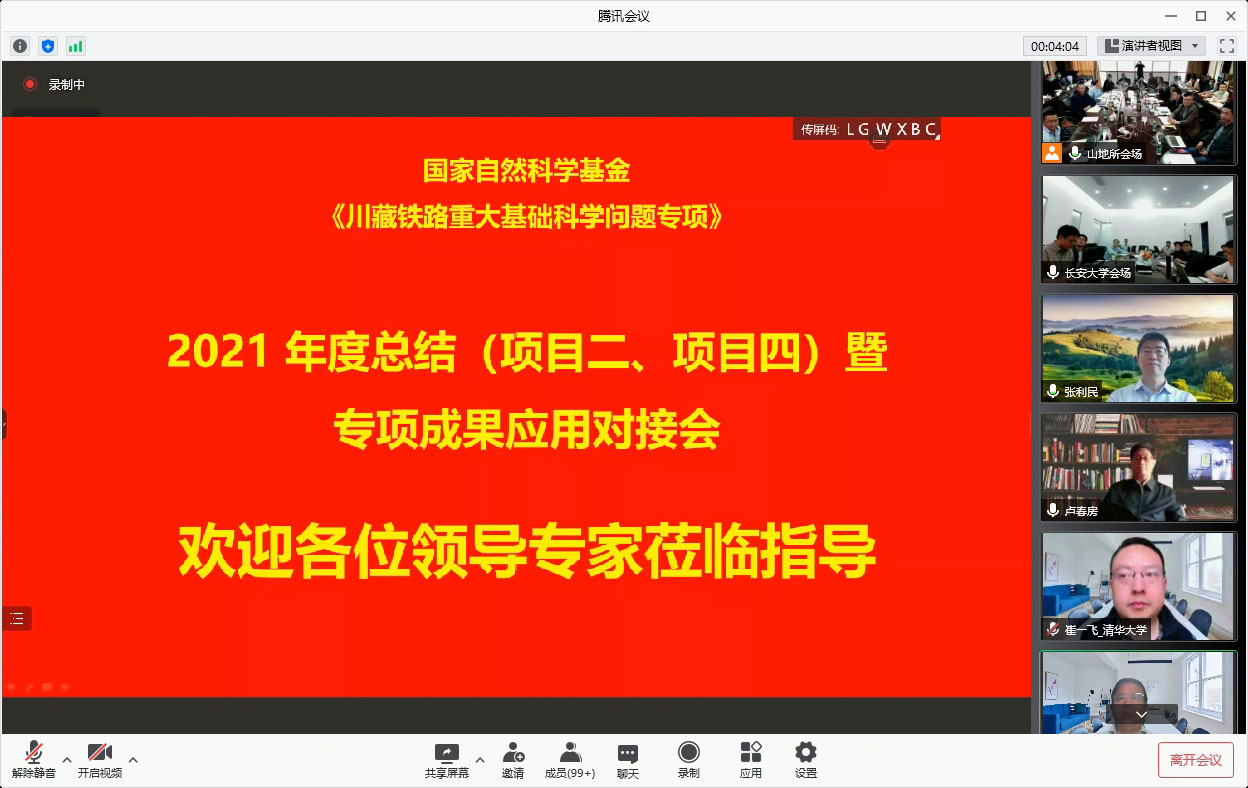 腾讯会议
00:04:04
演讲者视图
录制中
传屏码: LGWXBC
国家自然科学基金
《川藏铁路重大基础科学问题专项》
2021 年度总结（项目二、项目四）暨
专项成果应用对接会
欢迎各位领导专家莅临指导
山地所会场
长安大学会场
张利民
卢春房
崔一飞_清华大学
解除静音
开启视频
共享屏幕
邀请
成员(99+)
聊天
录制
应用
设置
离开会议